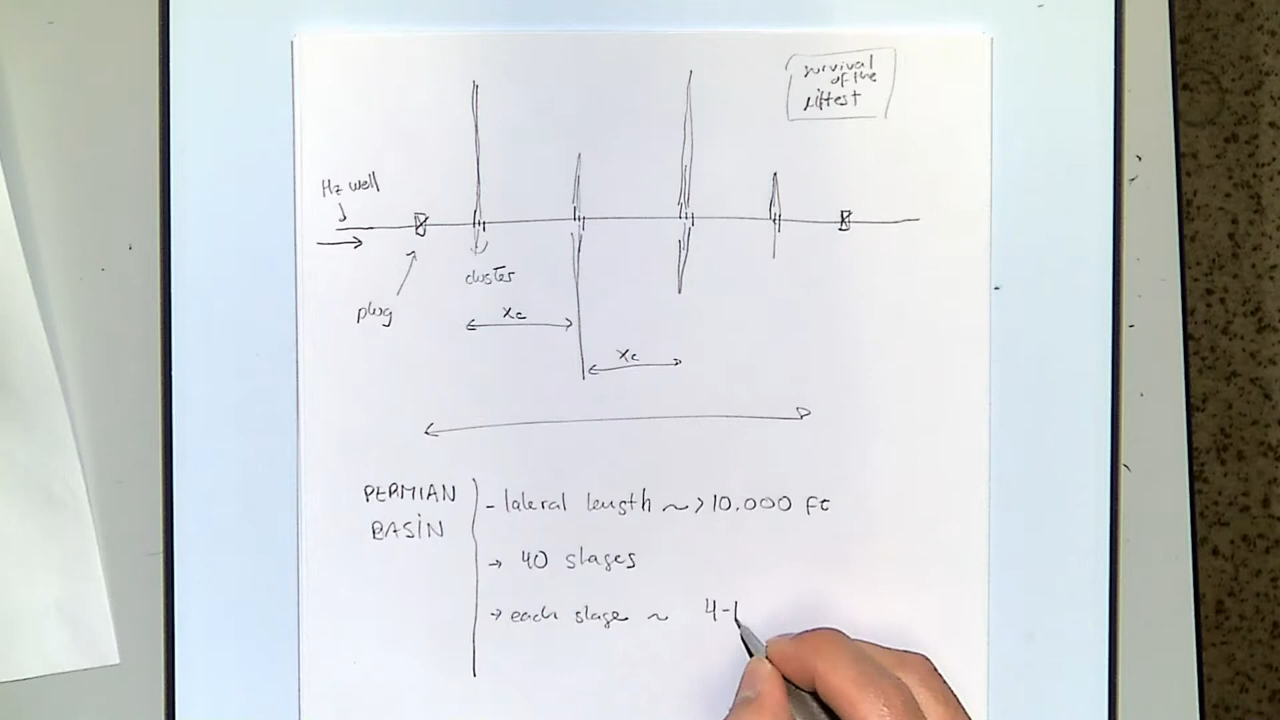 survival
of the
fittest
Hz well
cluster
plug
xc
xc
PERMIAN
BASIN
- lateral length ~>10,000 ft
→ 40 stages
→ each stage ~ 4-